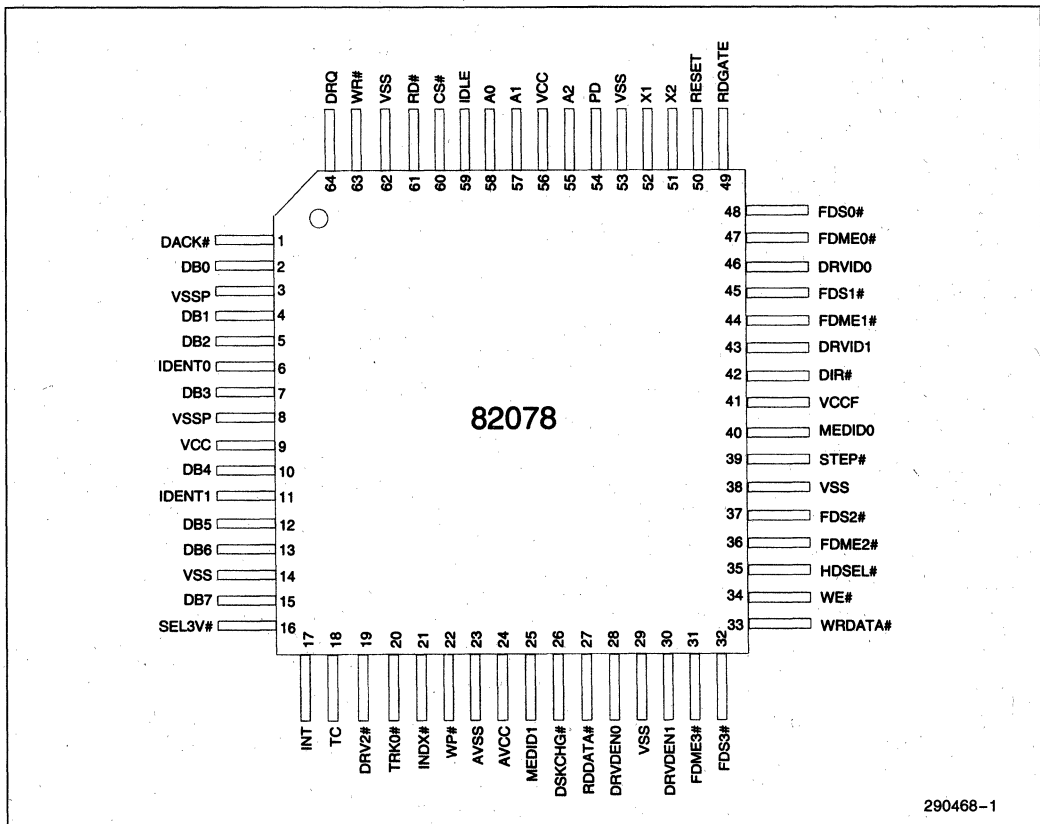 DRQ WR# VSS RD# CS# IDLE A0 A1 VCC A2 PD VSS X1 X2 RESET RDGATE
64 63 62 61 60 59 58 57 56 55 54 53 52 51 50 49
DACK# 1
DB0 2
VSSP 3
DB1 4
DB2 5
IDENT0 6
DB3 7
VSSP 8
VCC 9
DB4 10
IDENT1 11
DB5 12
DB6 13
VSS 14
DB7 15
SEL3V# 16
82078
48 FDS0#
47 FDME0#
46 DRVID0
45 FDS1#
44 FDME1#
43 DRVID1
42 DIR#
41 VCCF
40 MEDID0
39 STEP#
38 VSS
37 FDS2#
36 FDME2#
35 HDSEL#
34 WE#
33 WRDATA#
17 18 19 20 21 22 23 24 25 26 27 28 29 30 31 32
INT TC DRV2# TRK0# INDX# WP# AVSS AVCC MEDID1 DSKCHG# RDDATA# DRVDEN0 VSS DRVDEN1 FDME3# FDS3#
290468-1